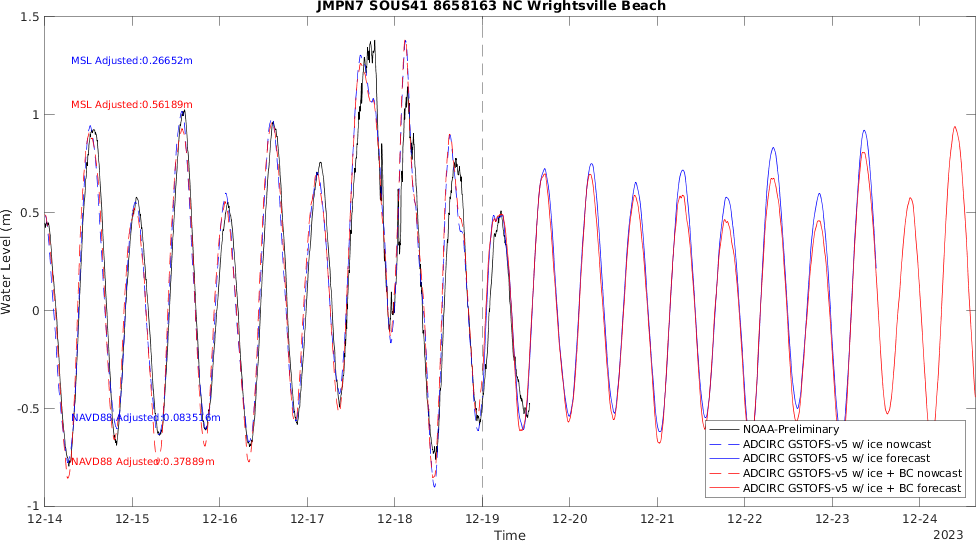 JMPN7 SOUS41 8658163 NC Wrightsville Beach
1.5
MSL Adjusted:0.26652m
MSL Adjusted:0.56189m
1
0.5
Water Level (m)
0
-0.5
NAVD88 Adjusted:0.083516m
NAVD88 Adjusted:0.37889m
-1
NOAA-Preliminary
ADCIRC GSTOFS-v5 w/ ice nowcast
ADCIRC GSTOFS-v5 w/ ice forecast
ADCIRC GSTOFS-v5 w/ ice + BC nowcast
ADCIRC GSTOFS-v5 w/ ice + BC forecast
12-14 12-15 12-16 12-17 12-18 12-19 12-20 12-21 12-22 12-23 12-24
Time
2023